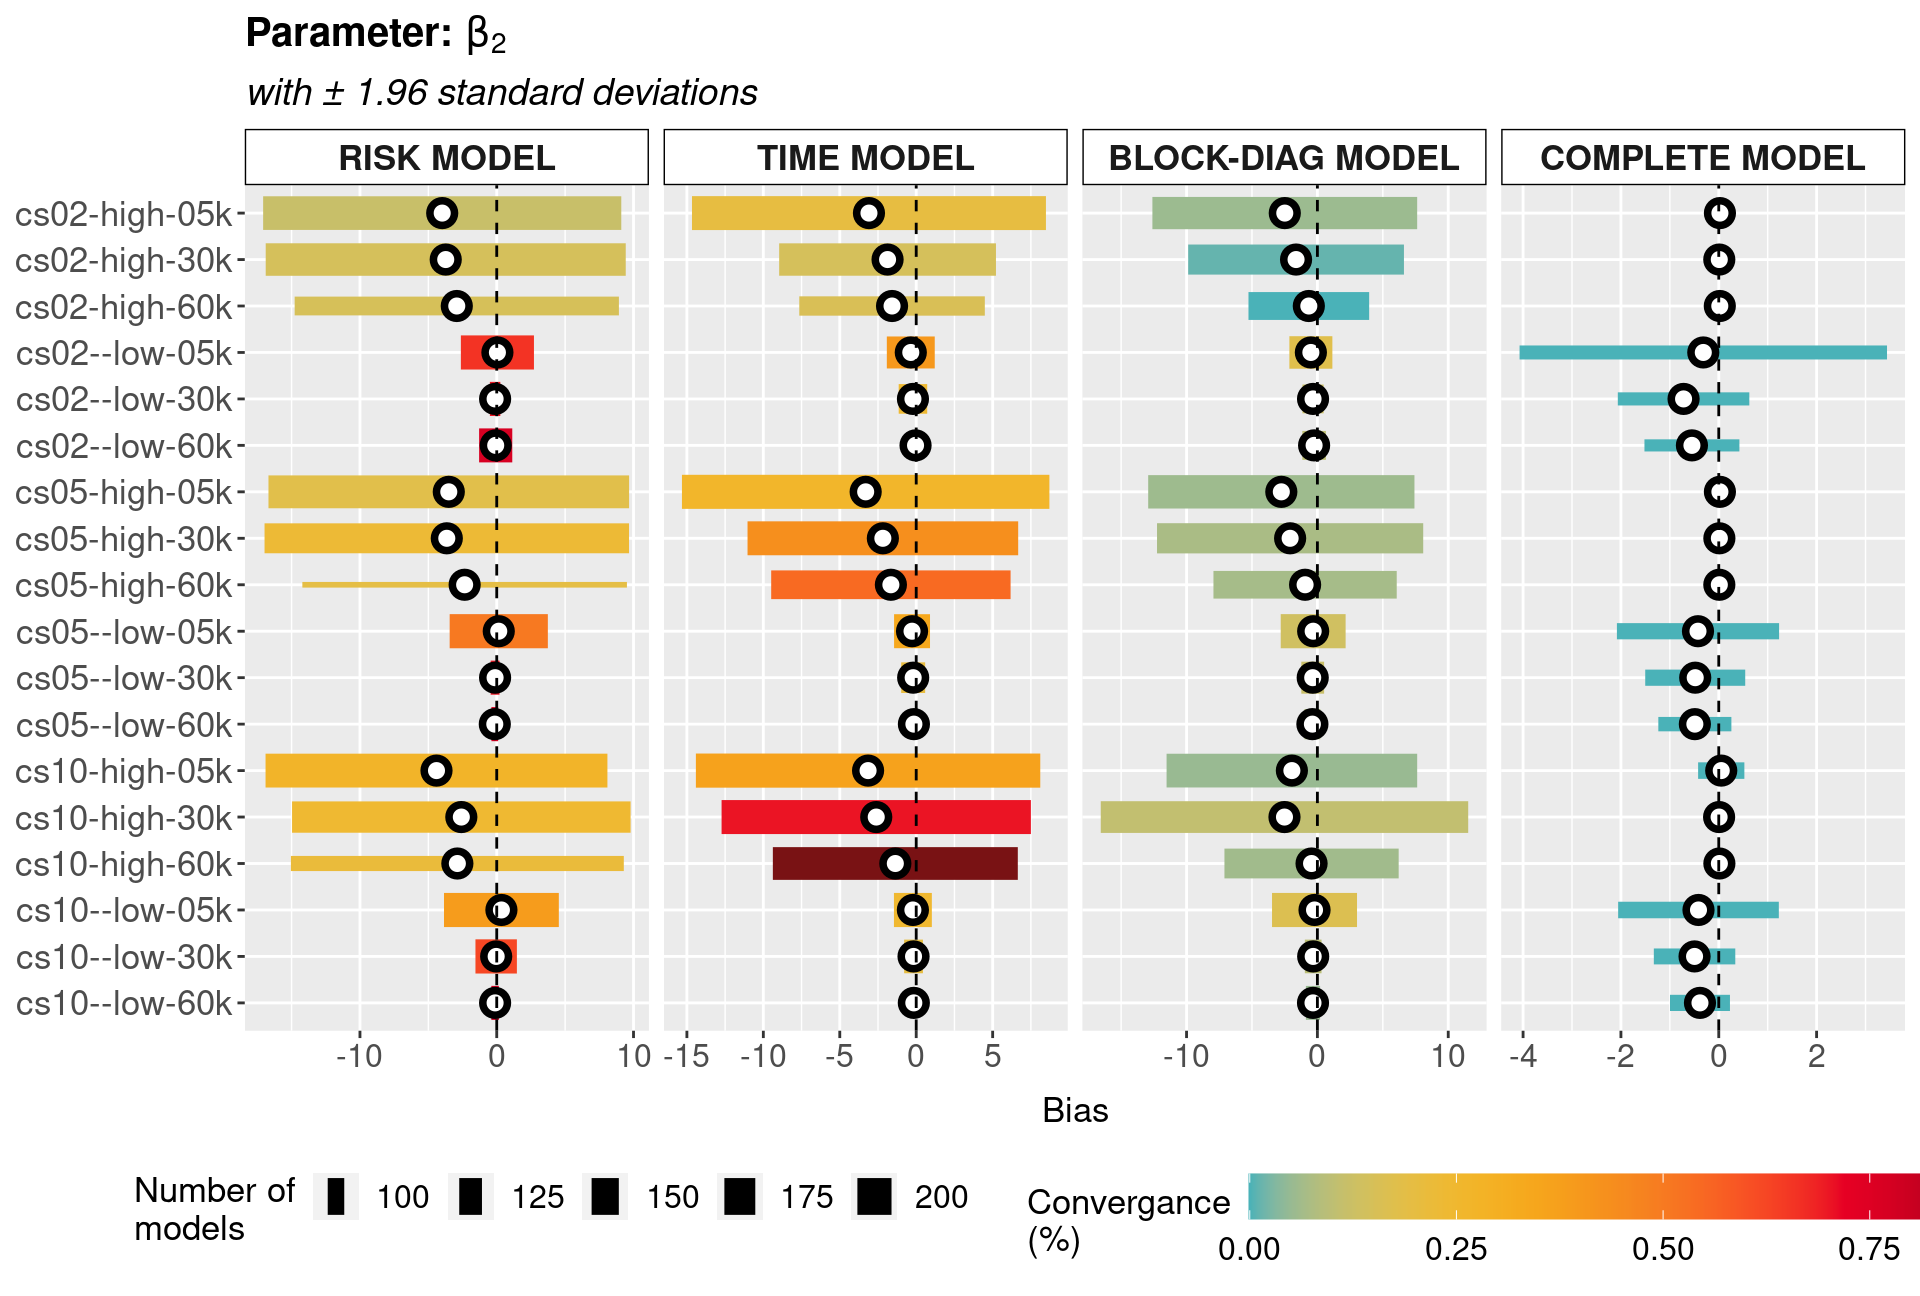 Parameter: β₂
with ± 1.96 standard deviations
RISK MODEL TIME MODEL BLOCK-DIAG MODEL COMPLETE MODEL
cs02-high-05k
cs02-high-30k
cs02-high-60k
cs02--low-05k
cs02--low-30k
cs02--low-60k
cs05-high-05k
cs05-high-30k
cs05-high-60k
cs05--low-05k
cs05--low-30k
cs05--low-60k
cs10-high-05k
cs10-high-30k
cs10-high-60k
cs10--low-05k
cs10--low-30k
cs10--low-60k
-10 0 10 -15 -10 -5 0 5 -10 0 10 -4 -2 0 2
Bias
Number of
models
100 125 150 175 200
Convergance
(%)
0.00 0.25 0.50 0.75